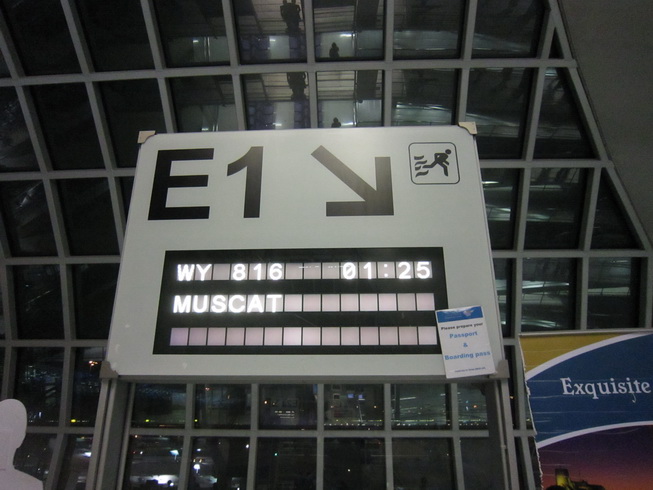 E1
WY 816 01:25
MUSCAT
Please prepare your
Passport
&
Boarding pass
Exquisite